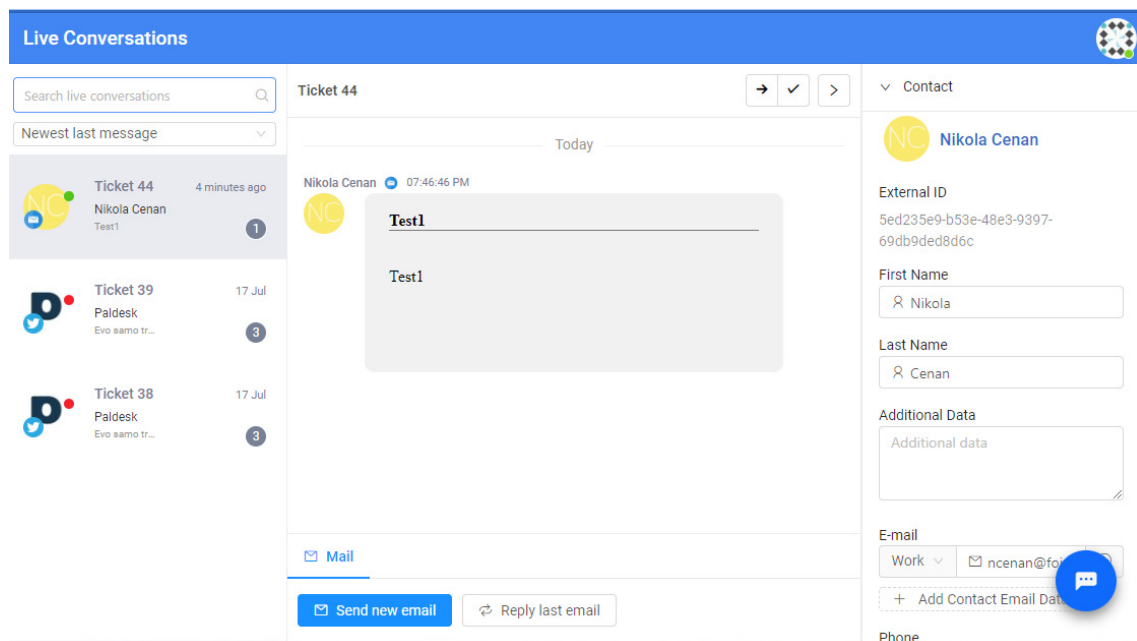 Live Conversations
Search live conversations
Newest last message
NC
Ticket 44
4 minutes ago
Nikola Cenan
Test1
1
Ticket 39
17 Jul
Paldesk
Evo samo tr...
3
Ticket 38
17 Jul
Paldesk
Evo samo tr...
3
Ticket 44
Today
Nikola Cenan 07:46:46 PM
NC
Test1
Test1
Mail
Send new email
Reply last email
Contact
NC
Nikola Cenan
External ID
5ed235e9-b53e-48e3-9397-
69db9ded8d6c
First Name
Nikola
Last Name
Cenan
Additional Data
Additional data
E-mail
Work
ncenan@foi
+ Add Contact Email Dat
Phone